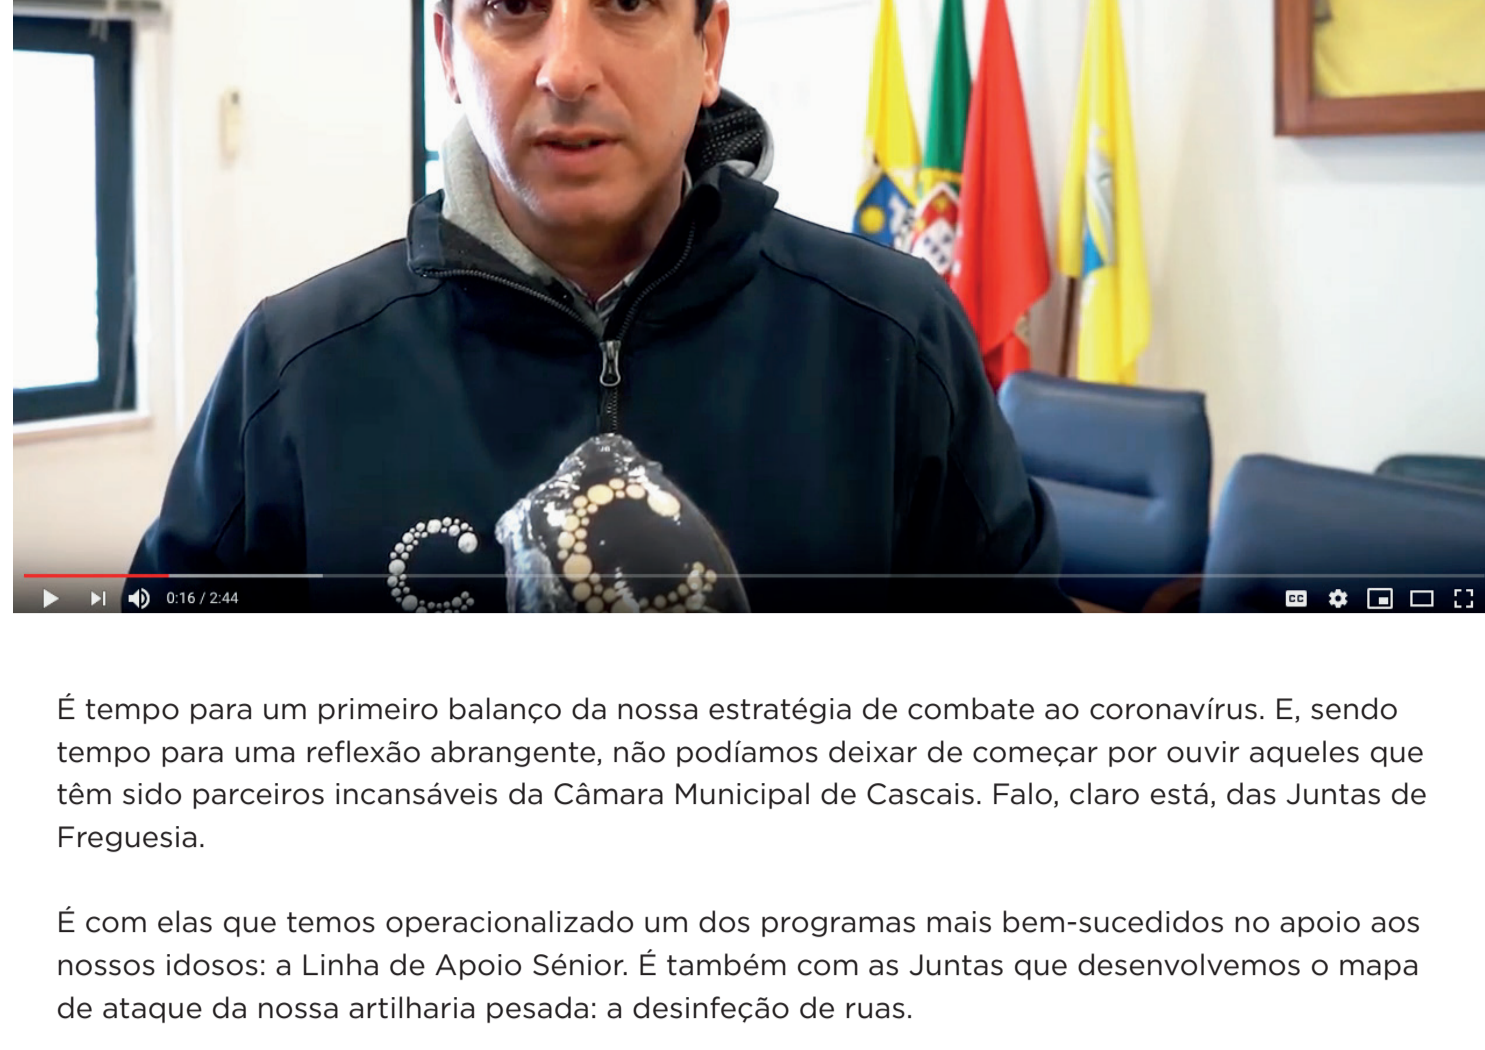 0:16 / 2:44
CC
É tempo para um primeiro balanço da nossa estratégia de combate ao coronavírus. E, sendo
tempo para uma reflexão abrangente, não podíamos deixar de começar por ouvir aqueles que
têm sido parceiros incansáveis da Câmara Municipal de Cascais. Falo, claro está, das Juntas de
Freguesia.
É com elas que temos operacionalizado um dos programas mais bem-sucedidos no apoio aos
nossos idosos: a Linha de Apoio Sénior. É também com as Juntas que desenvolvemos o mapa
de ataque da nossa artilharia pesada: a desinfeção de ruas.